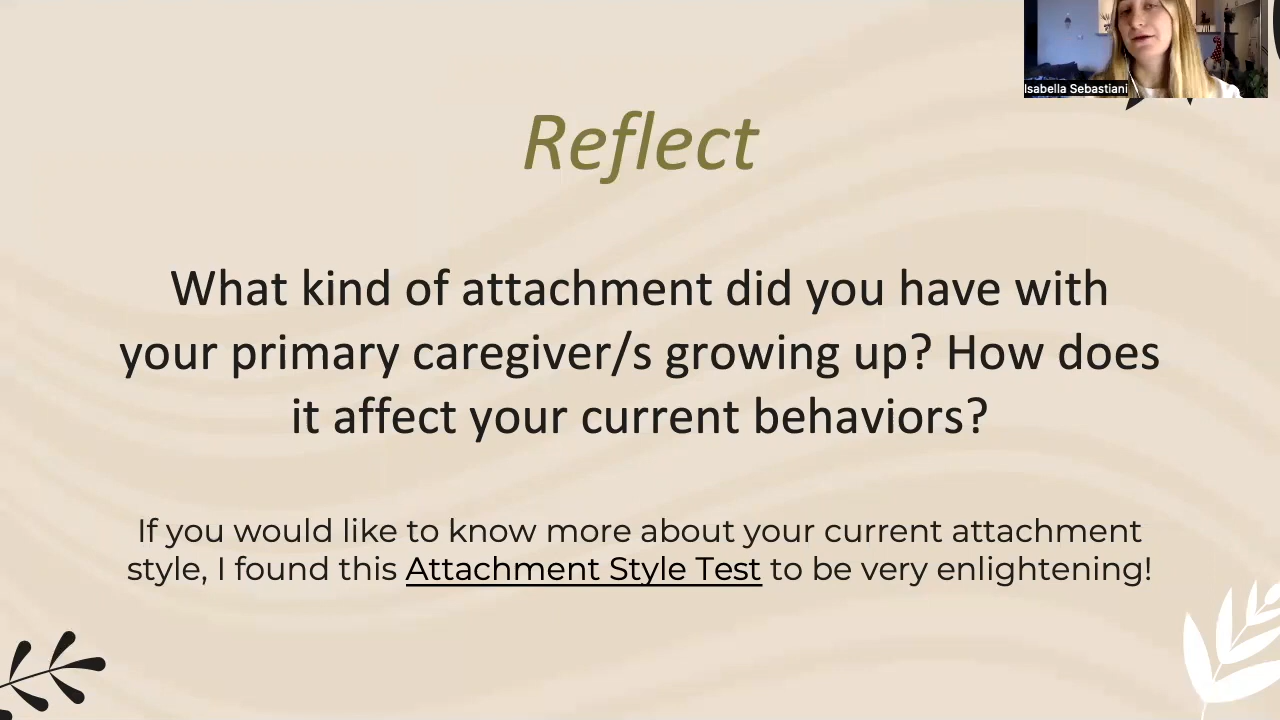 Isabella Sebastiani
Reflect
What kind of attachment did you have with
your primary caregiver/s growing up? How does
it affect your current behaviors?
If you would like to know more about your current attachment
style, I found this Attachment Style Test to be very enlightening!